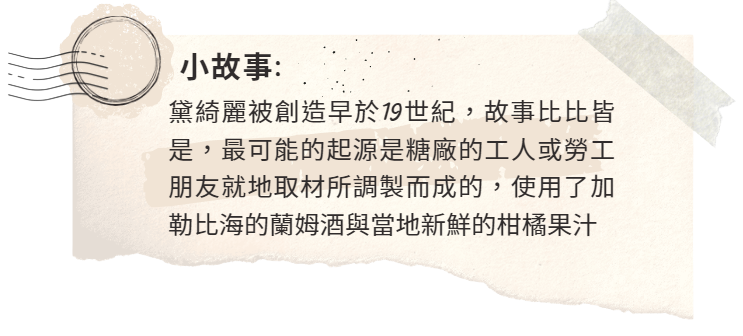 小故事:
黛綺麗被創造早於19世紀，故事比比皆
是，最可能的起源是糖廠的工人或勞工
朋友就地取材所調製而成的，使用了加
勒比海的蘭姆酒與當地新鮮的柑橘果汁